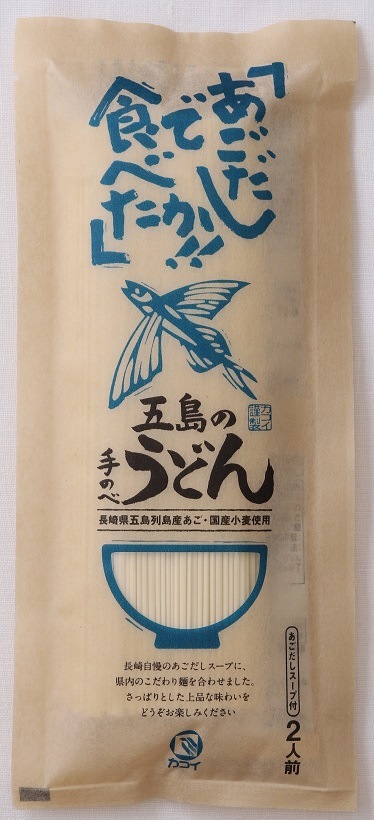 「あごだし
で
食べたか!!」
五島の
手のべ
うどん
カコイ
謹製
長崎県五島列島産あご・国産小麦使用
長崎自慢のあごだしスープに、
県内のこだわり麺を合わせました。
さっぱりとした上品な味わいを
どうぞお楽しみください
あごだしスープ付
2人前
カコイ